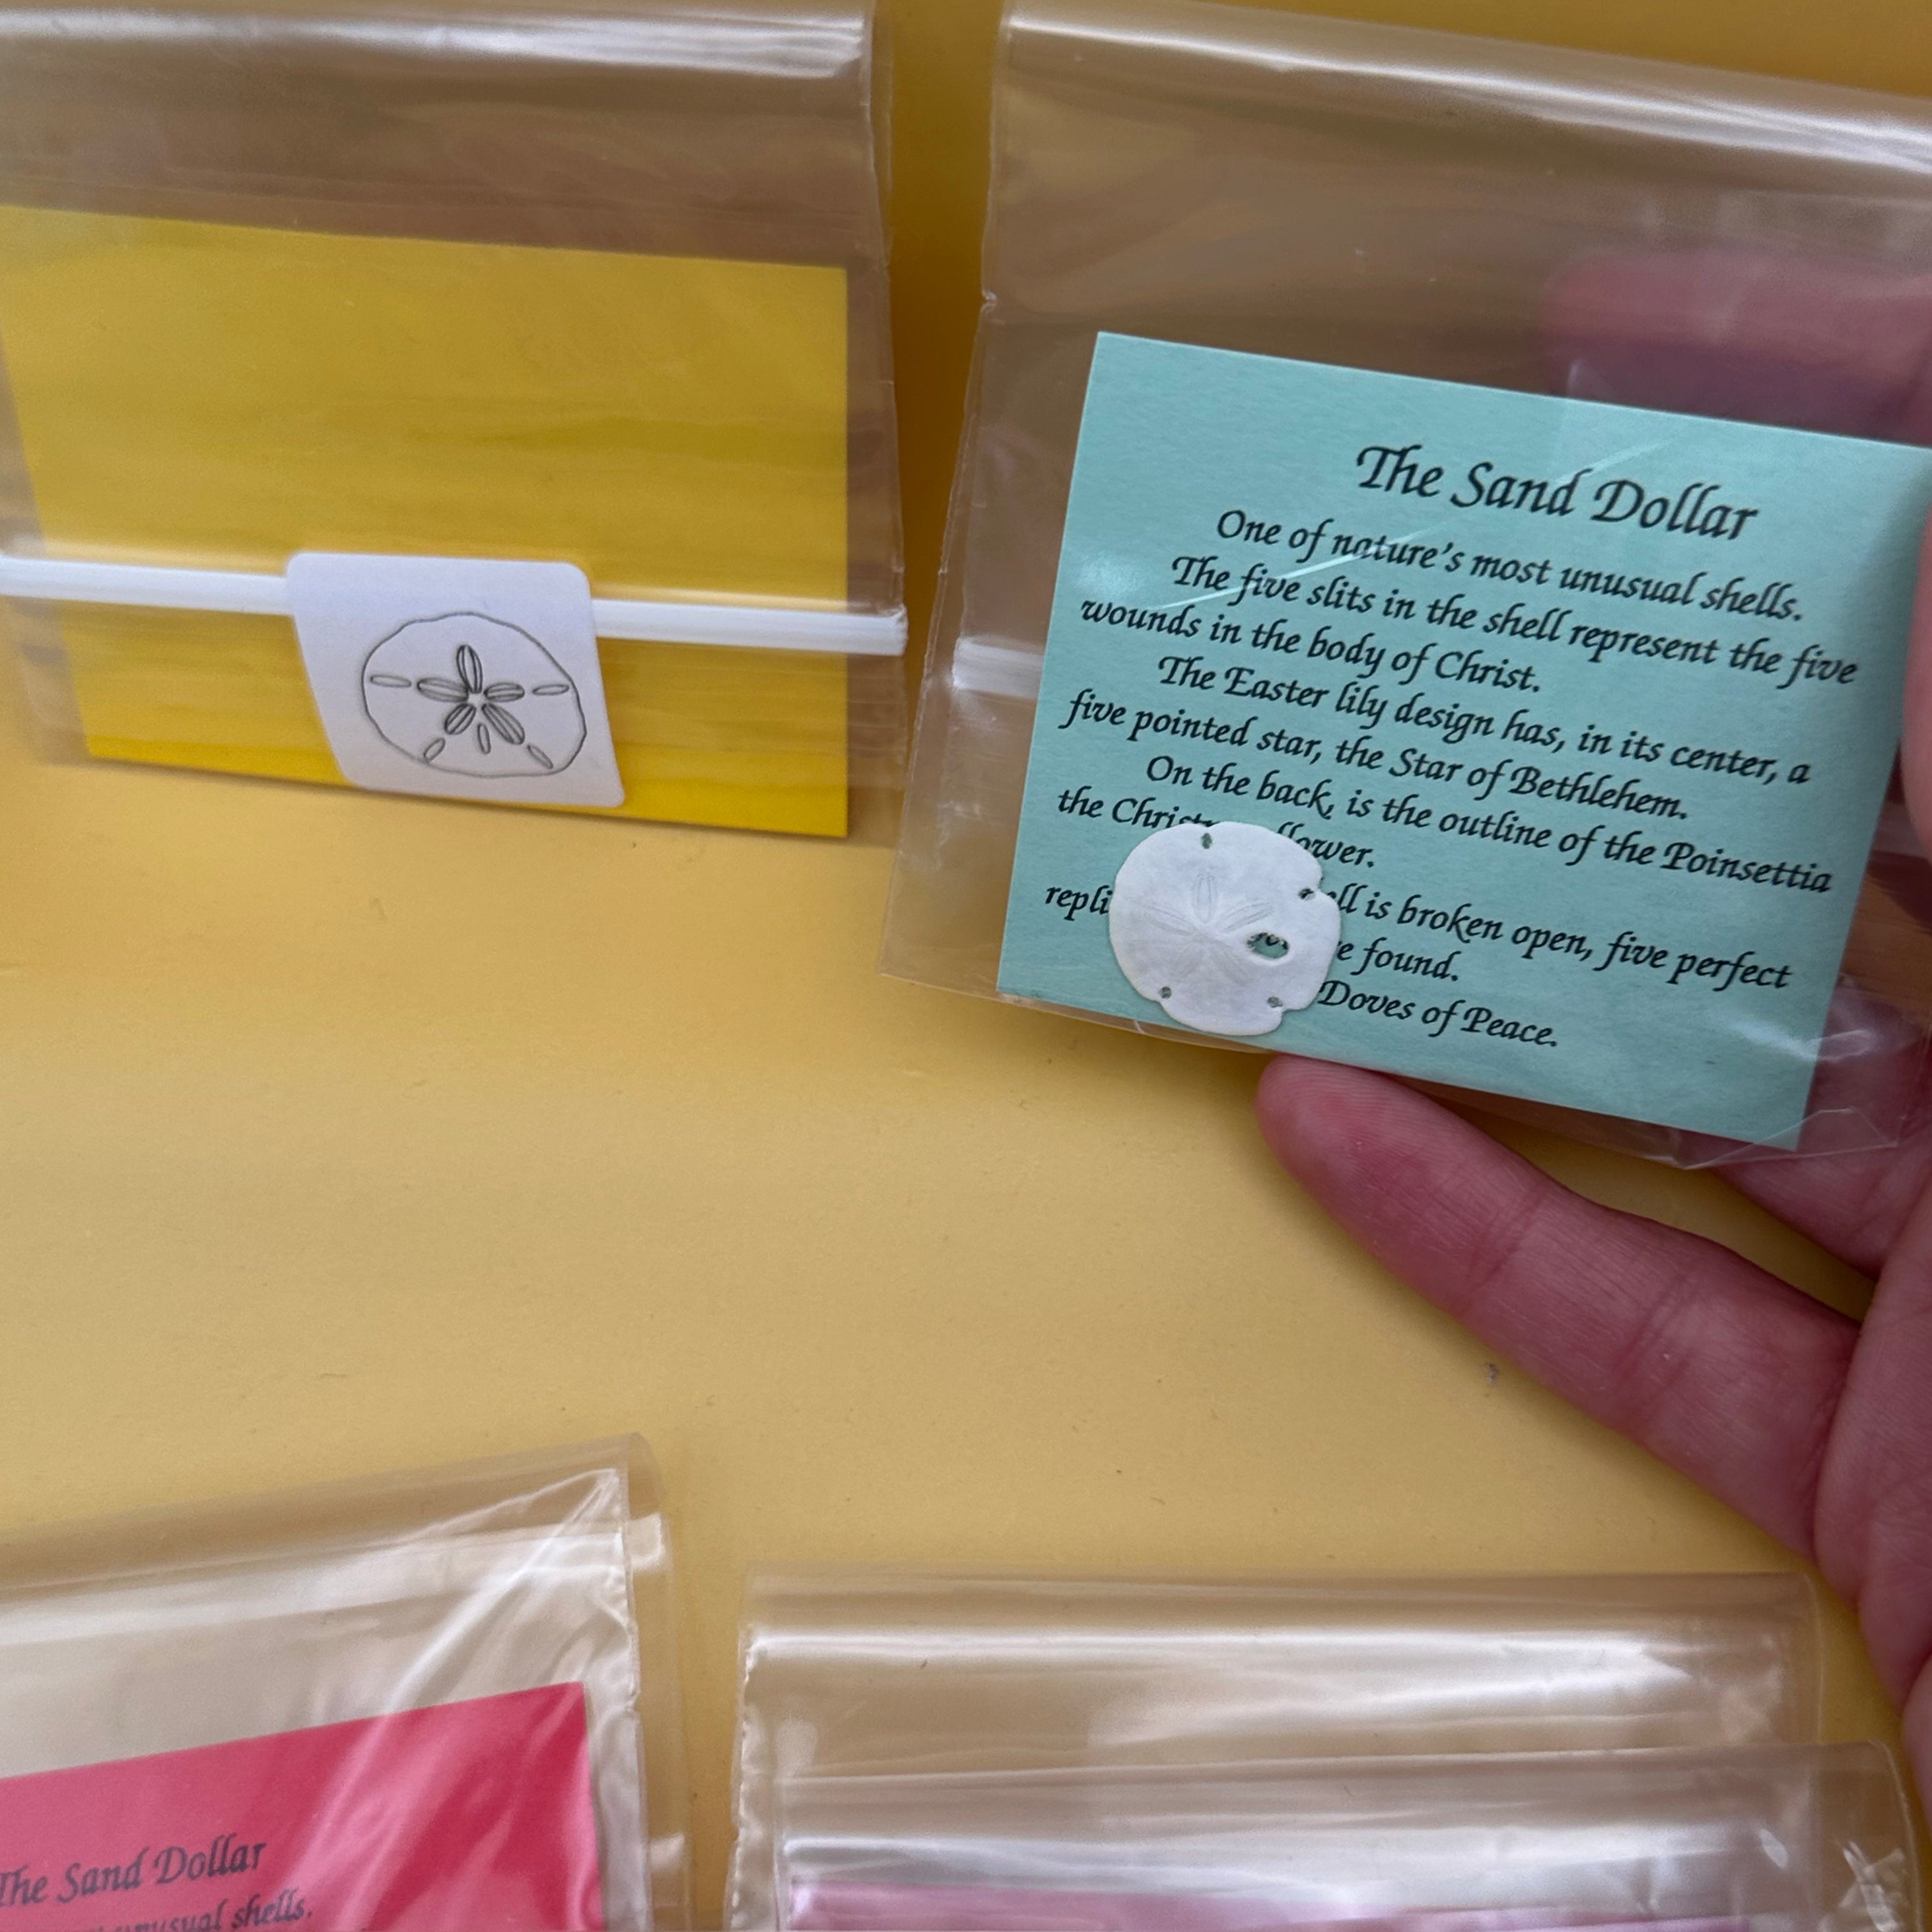 The Sand Dollar
One of nature's most unusual shells.
The five slits in the shell represent the five
wounds in the body of Christ.
The Easter lily design has, in its center, a
five pointed star, the Star of Bethlehem.
On the back, is the outline of the Poinsettia
the
is broken open, five perfect
found.
Doves of Peace.
The Sand Dollar
unusual shells.